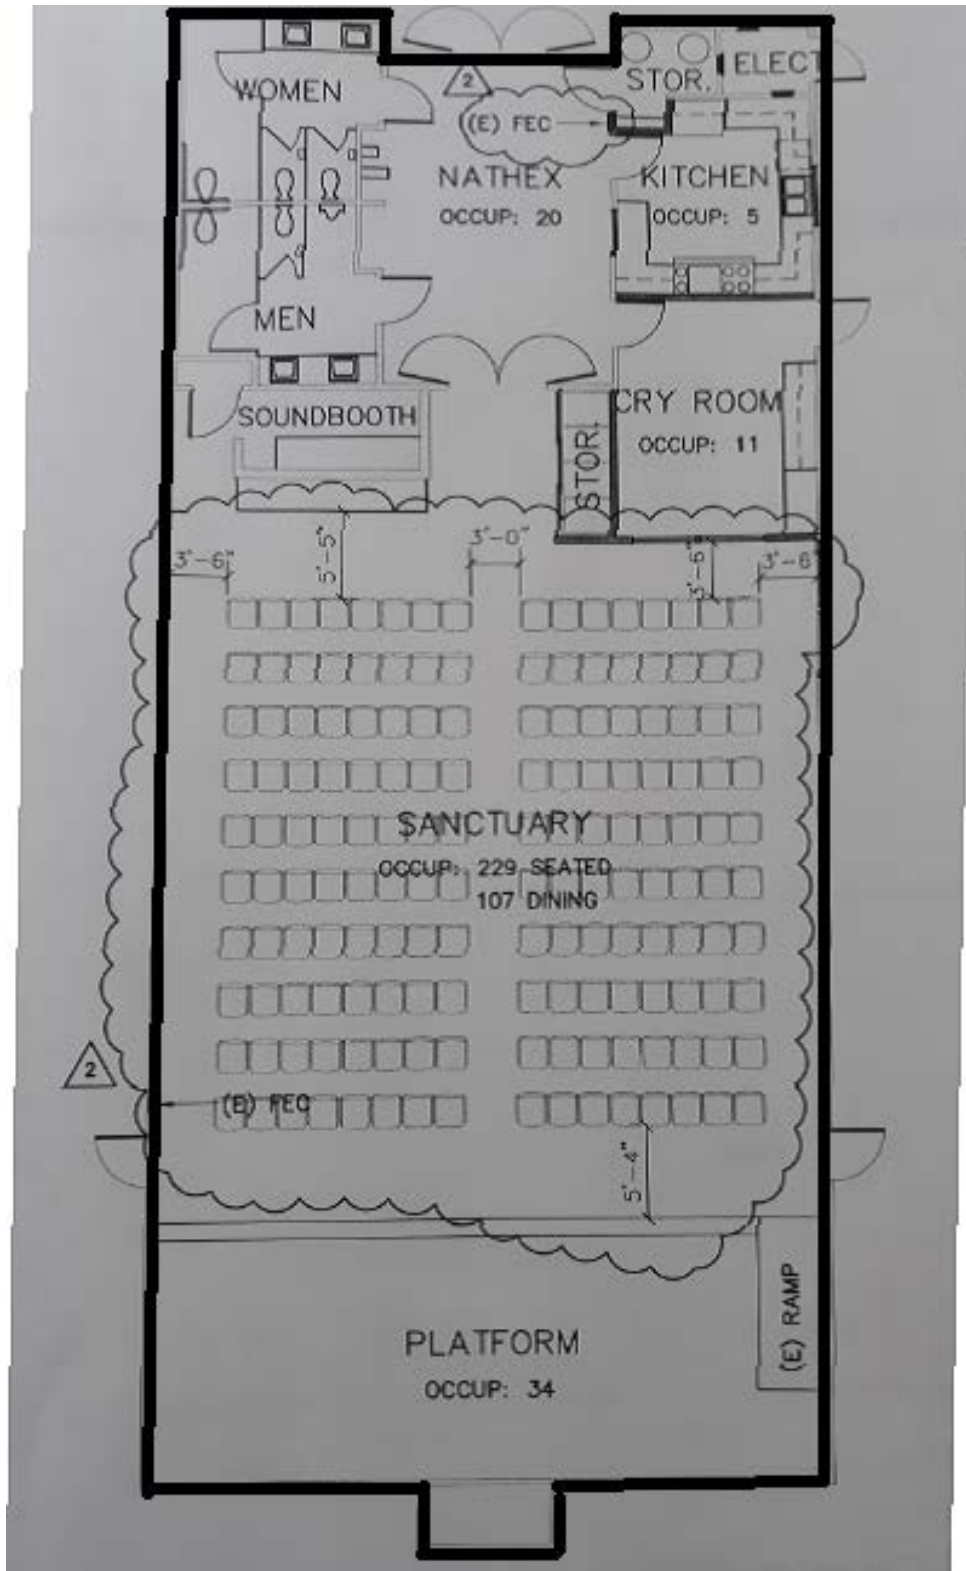 WOMEN
STOR.
ELECT
2
(E) FEC
NATHEX
OCCUP: 20
KITCHEN
OCCUP: 5
MEN
SOUNDBOOTH
CRY ROOM
OCCUP: 11
STOR.
3'-6"
5'-5"
3'-0"
3'-6"
3'-6"
SANCTUARY
OCCUP: 229 SEATED
107 DINING
2
(E) FEC
5'-4"
PLATFORM
OCCUP: 34
(E) RAMP